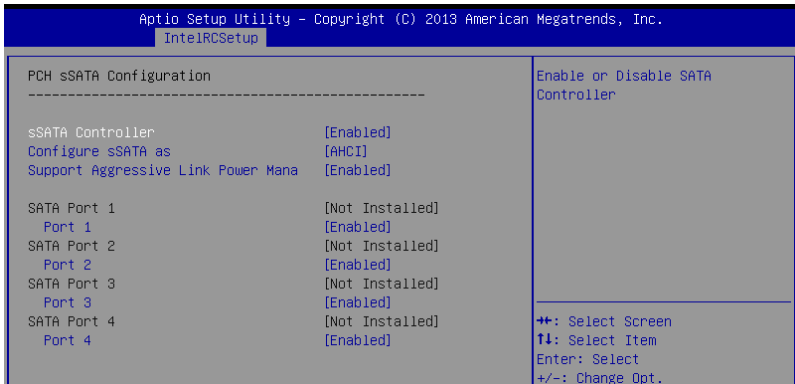 Aptio Setup Utility – Copyright (C) 2013 American Megatrends, Inc.
IntelRCSetup
PCH sSATA Configuration
--------------------------------------------------
sSATA Controller [Enabled]
Configure sSATA as [AHCI]
Support Aggressive Link Power Mana [Enabled]
SATA Port 1 [Not Installed]
Port 1 [Enabled]
SATA Port 2 [Not Installed]
Port 2 [Enabled]
SATA Port 3 [Not Installed]
Port 3 [Enabled]
SATA Port 4 [Not Installed]
Port 4 [Enabled]
Enable or Disable SATA
Controller
→←: Select Screen
↑↓: Select Item
Enter: Select
+/-: Change Opt.